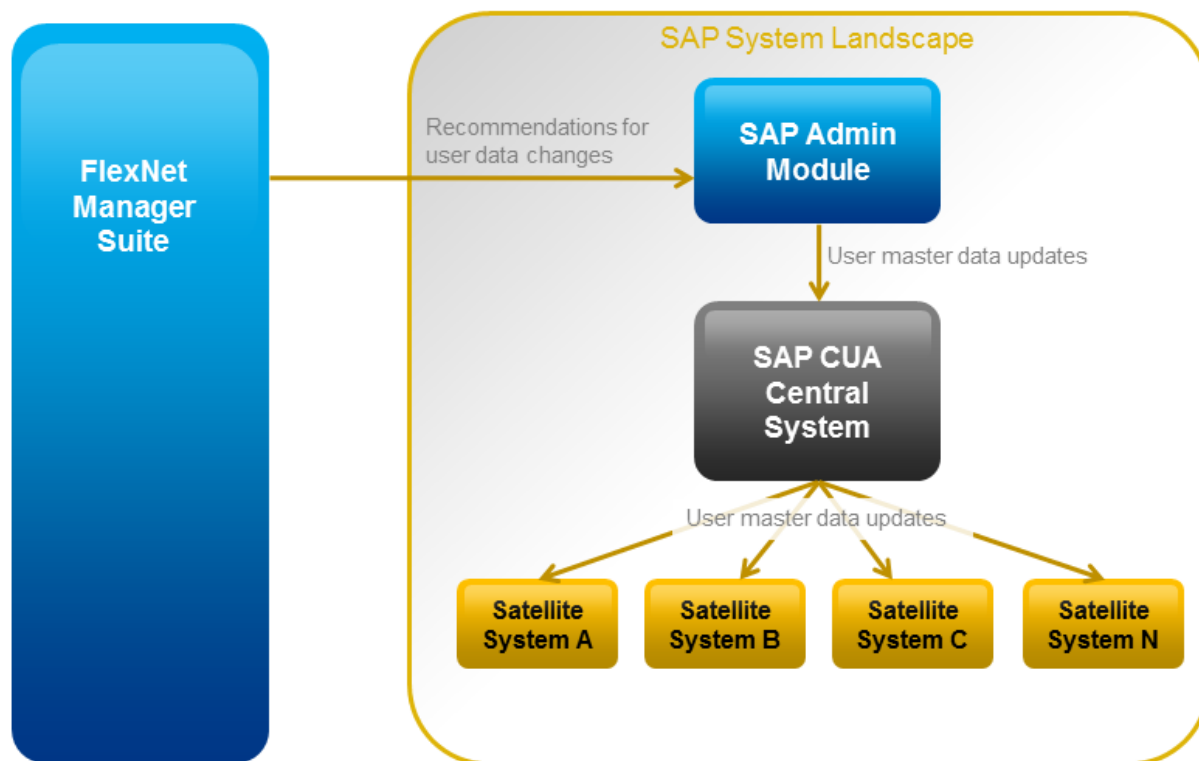 SAP System Landscape
FlexNet
Manager
Suite
Recommendations for
user data changes
SAP Admin
Module
User master data updates
SAP CUA
Central
System
User master data updates
Satellite
System A
Satellite
System B
Satellite
System C
Satellite
System N